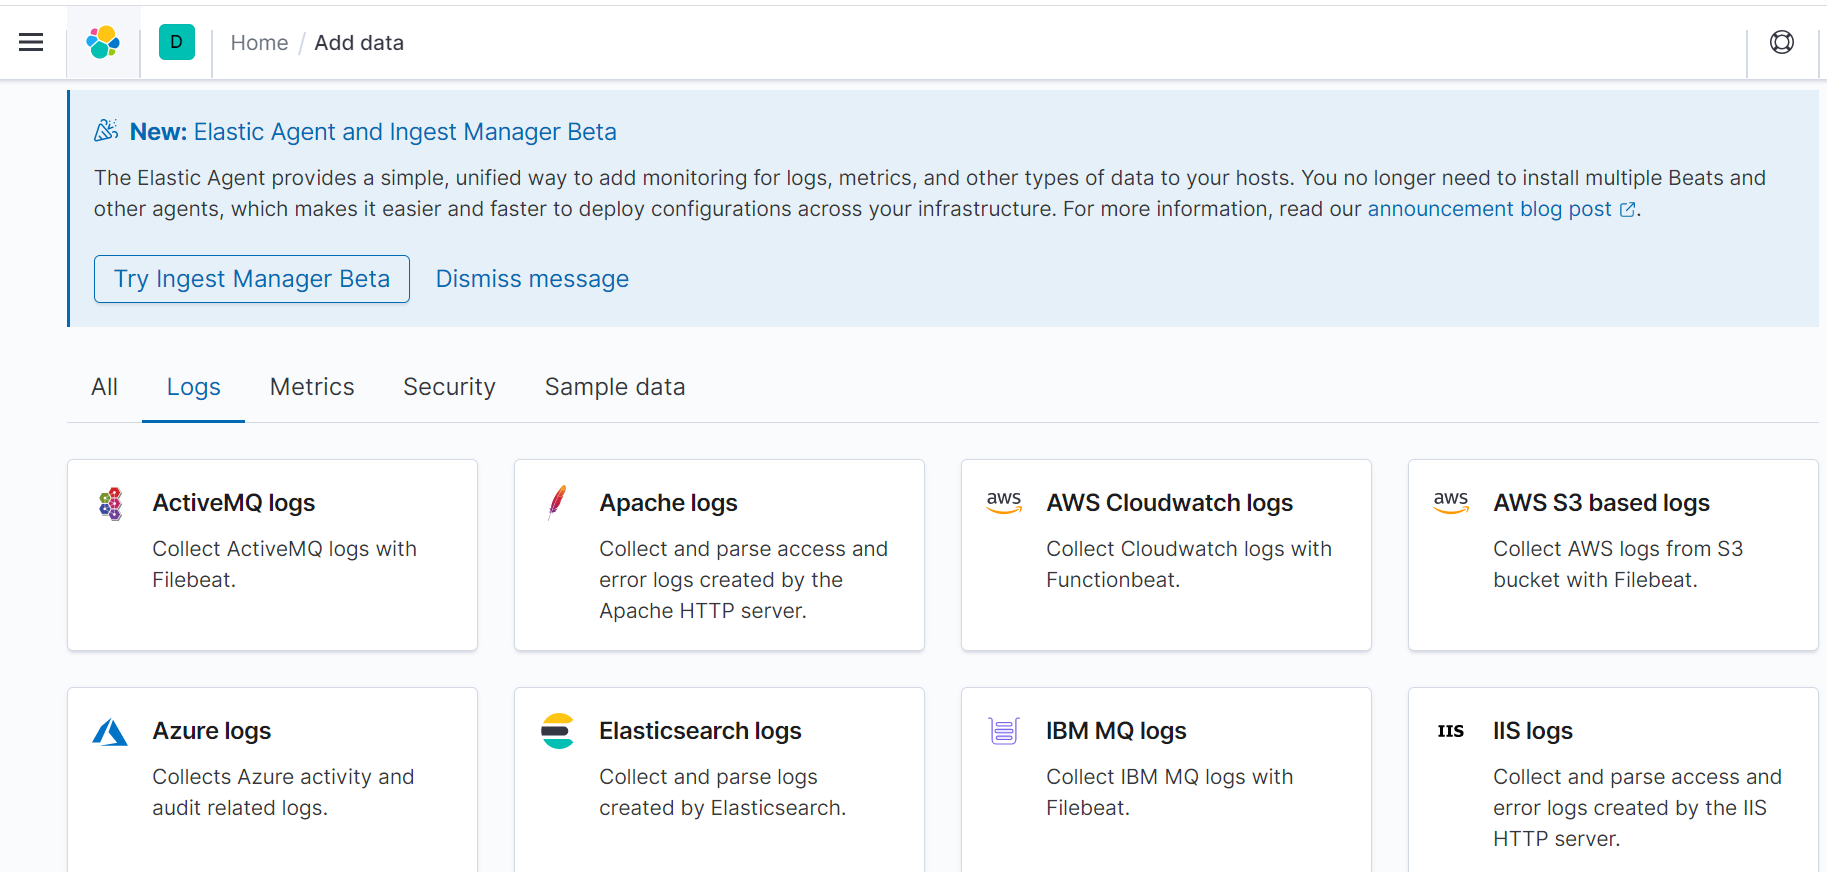 D Home / Add data
New: Elastic Agent and Ingest Manager Beta
The Elastic Agent provides a simple, unified way to add monitoring for logs, metrics, and other types of data to your hosts. You no longer need to install multiple Beats and
other agents, which makes it easier and faster to deploy configurations across your infrastructure. For more information, read our announcement blog post.
Try Ingest Manager Beta Dismiss message
All Logs Metrics Security Sample data
ActiveMQ logs
Collect ActiveMQ logs with
Filebeat.
Apache logs
Collect and parse access and
error logs created by the
Apache HTTP server.
aws AWS Cloudwatch logs
Collect Cloudwatch logs with
Functionbeat.
aws AWS S3 based logs
Collect AWS logs from S3
bucket with Filebeat.
Azure logs
Collects Azure activity and
audit related logs.
Elasticsearch logs
Collect and parse logs
created by Elasticsearch.
IBM MQ logs
Collect IBM MQ logs with
Filebeat.
IIS IIS logs
Collect and parse access and
error logs created by the IIS
HTTP server.